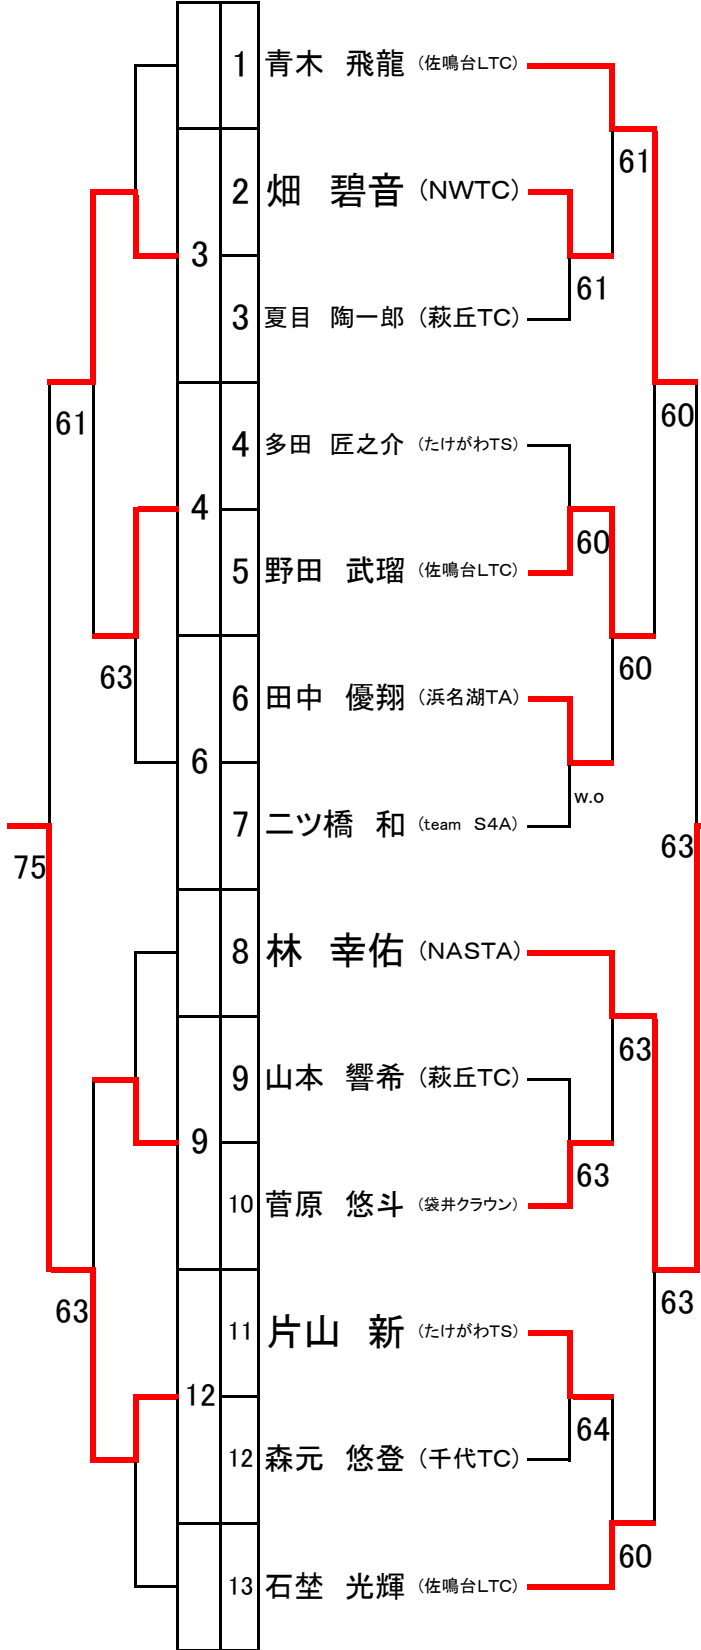 1 青木 飛龍 (佐鳴台LTC)
61
2 畑 碧音 (NWTC)
3
61
3 夏目 陶一郎 (萩丘TC)
61
60
4 多田 匠之介 (たけがわTS)
4
60
5 野田 武瑠 (佐鳴台LTC)
63
60
6 田中 優翔 (浜名湖TA)
6
w.o
7 二ツ橋 和 (team S4A)
75
63
8 林 幸佑 (NASTA)
63
9 山本 響希 (萩丘TC)
9
63
10 菅原 悠斗 (袋井クラウン)
63
63
11 片山 新 (たけがわTS)
12
64
12 森元 悠登 (千代TC)
60
13 石埜 光輝 (佐鳴台LTC)